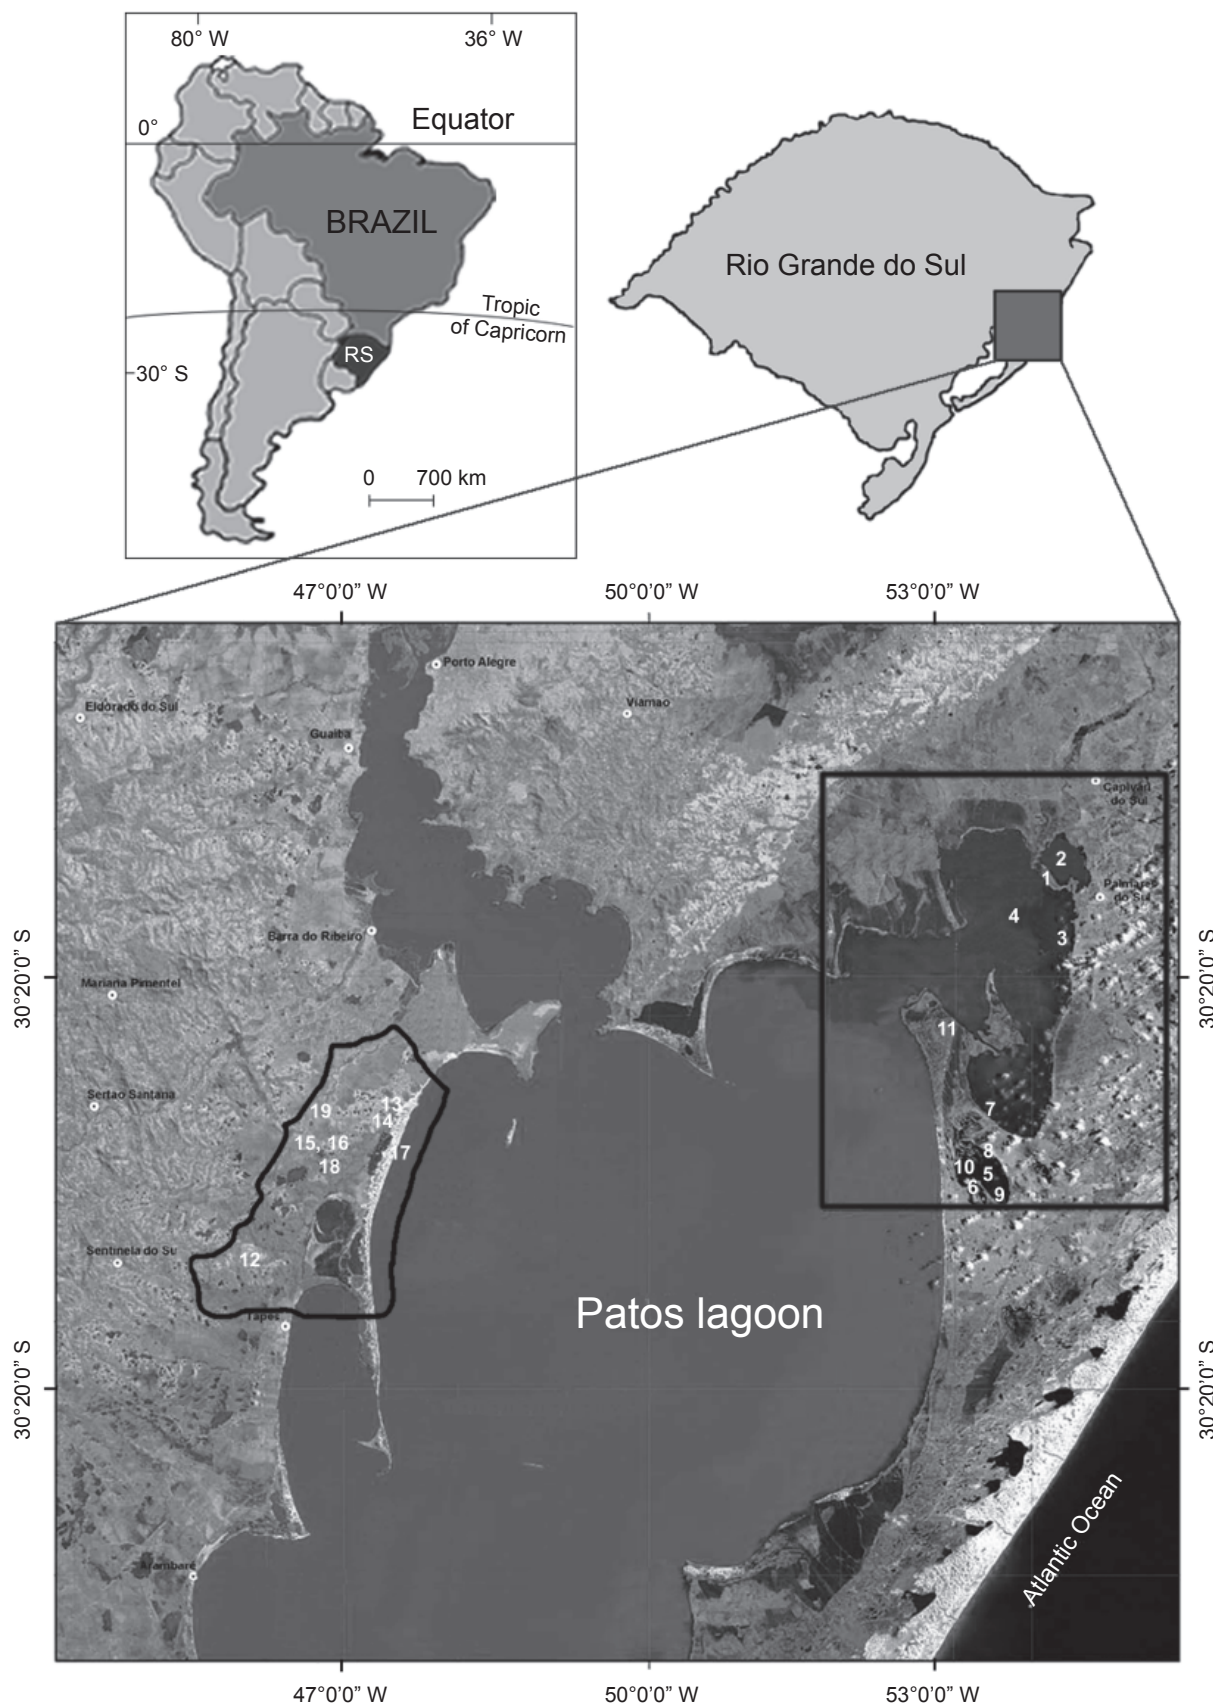 80° W
36° W
0°
Equator
BRAZIL
Tropic
of Capricorn
RS
30° S
0
700 km
Rio Grande do Sul
47°0'0" W
50°0'0" W
53°0'0" W
Porto Alegre
Eldorado do Sul
Viamao
Guaiba
Capivari
do Sul
2
1
Palmares
do Sul
4
3
Barra do Ribeiro
30°20'0" S
30°20'0" S
Mariana Pimentel
11
Sertao Santana
19
13
14
7
15, 16
17
18
8
10
5
6
9
Sentinela do Su
12
Tapes
Patos lagoon
30°20'0" S
30°20'0" S
Atlantic Ocean
Arambaré
47°0'0" W
50°0'0" W
53°0'0" W